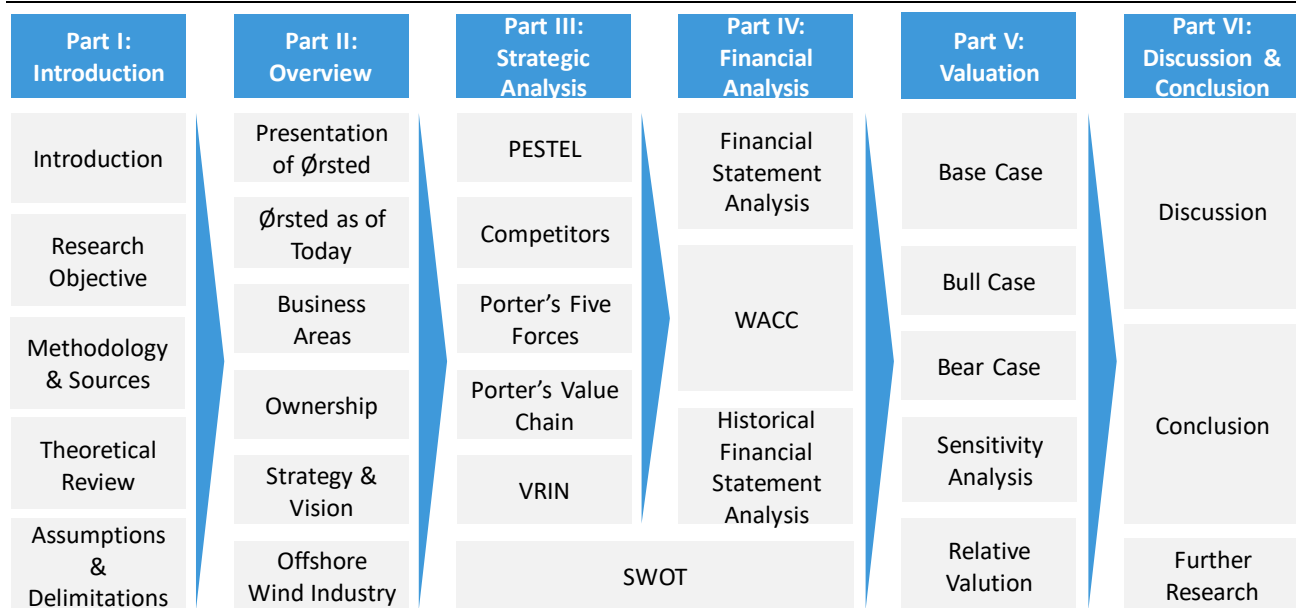 Part I:
Introduction
Introduction
Research
Objective
Methodology
& Sources
Theoretical
Review
Assumptions
&
Delimitations
Part II:
Overview
Presentation
of Ørsted
Ørsted as of
Today
Business
Areas
Ownership
Strategy &
Vision
Offshore
Wind Industry
Part III:
Strategic
Analysis
PESTEL
Competitors
Porter’s Five
Forces
Porter’s Value
Chain
VRIN
Part IV:
Financial
Analysis
Financial
Statement
Analysis
WACC
Historical
Financial
Statement
Analysis
SWOT
Part V:
Valuation
Base Case
Bull Case
Bear Case
Sensitivity
Analysis
Relative
Valution
Part VI:
Discussion &
Conclusion
Discussion
Conclusion
Further
Research